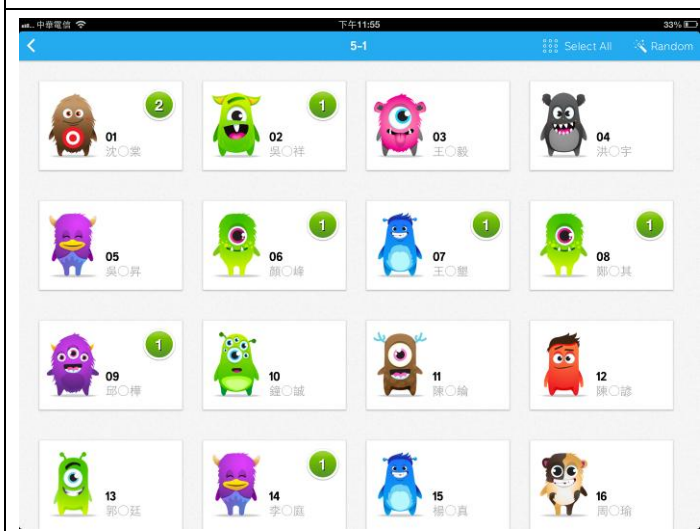 中華電信 下午11:55 33%
5-1 Select All Random
2 1
01 02 03 04
沈○棠 吳○祥 王○毅 洪○宇
1 1 1
05 06 07 08
吳○昇 顏○峰 王○璽 鄭○其
1
09 10 11 12
邱○樺 鐘○誠 陳○綸 陳○諺
1
13 14 15 16
郭○廷 李○庭 楊○真 周○瑜